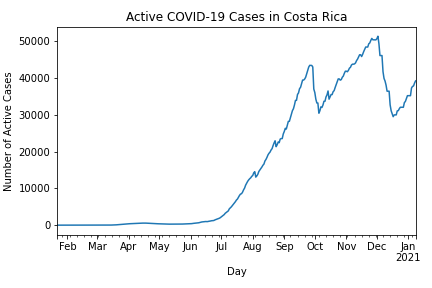 Active COVID-19 Cases in Costa Rica
Number of Active Cases
50000
40000
30000
20000
10000
0
Feb Mar Apr May Jun Jul Aug Sep Oct Nov Dec Jan
2021
Day